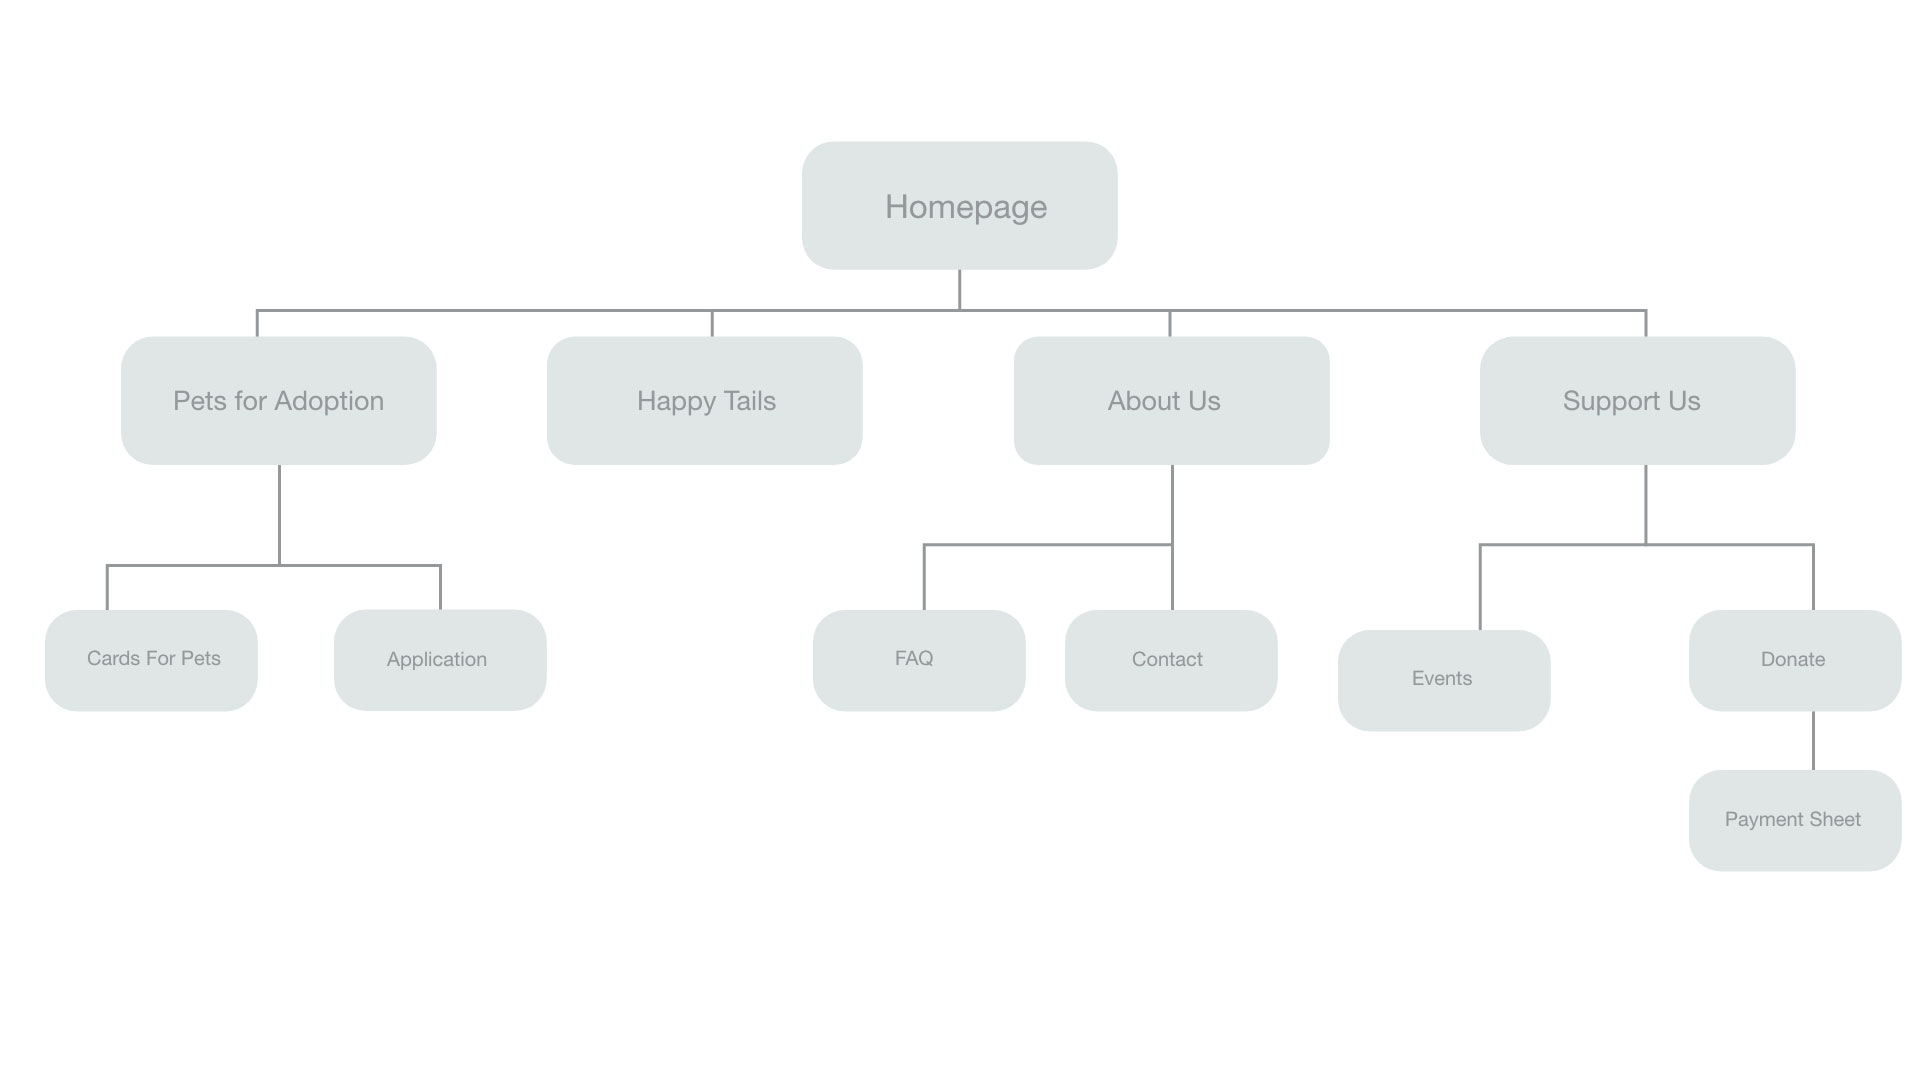 Homepage
Pets for Adoption
Happy Tails
About Us
Support Us
Cards For Pets
Application
FAQ
Contact
Events
Donate
Payment Sheet